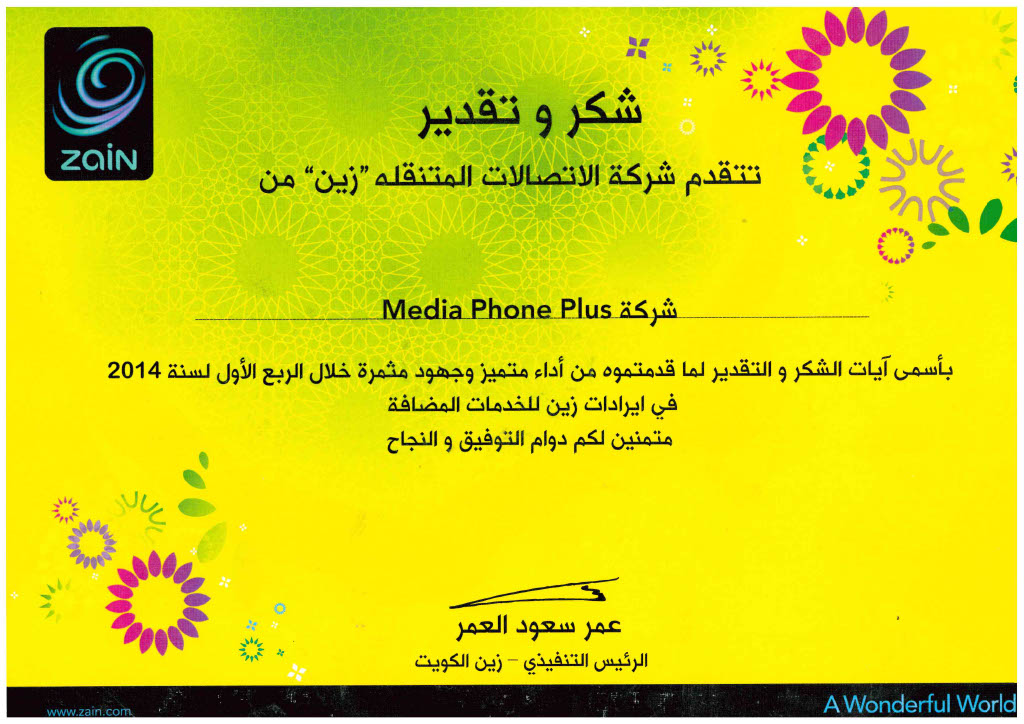 zain
شكر و تقدير
تتقدم شركة الاتصالات المتنقله "زين" من
شركة Media Phone Plus
بأسمى آيات الشكر و التقدير لما قدمتموه من أداء متميز وجهود مثمرة خلال الربع الأول لسنة 2014
في ايرادات زين للخدمات المضافة
متمنين لكم دوام التوفيق و النجاح
عمر سعود العمر
الرئيس التنفيذي – زين الكويت
www.zain.com
A Wonderful World